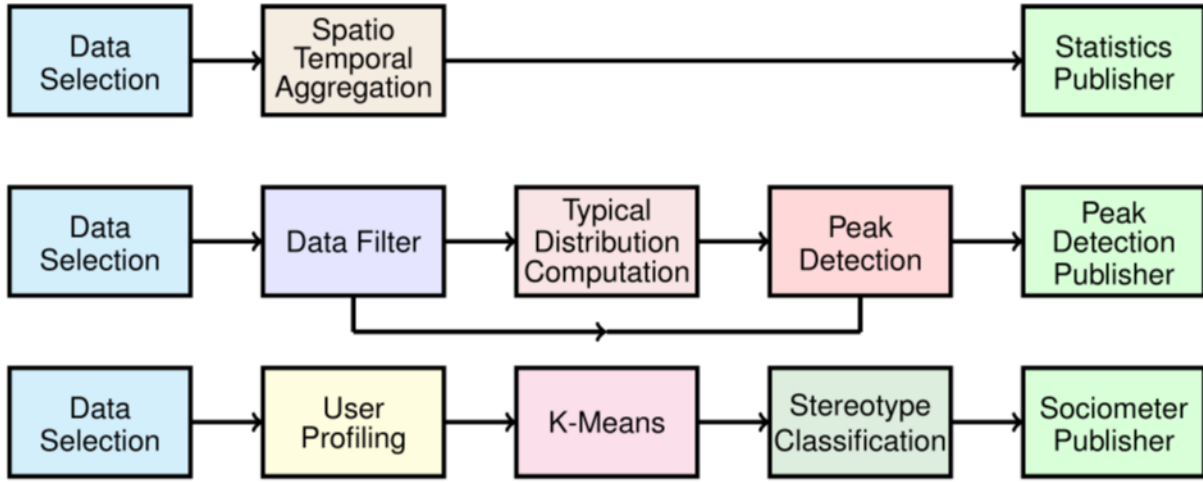 Data
Selection
Spatio
Temporal
Aggregation
Statistics
Publisher
Data
Selection
Data Filter
Typical
Distribution
Computation
Peak
Detection
Peak
Detection
Publisher
Data
Selection
User
Profiling
K-Means
Stereotype
Classification
Sociometer
Publisher